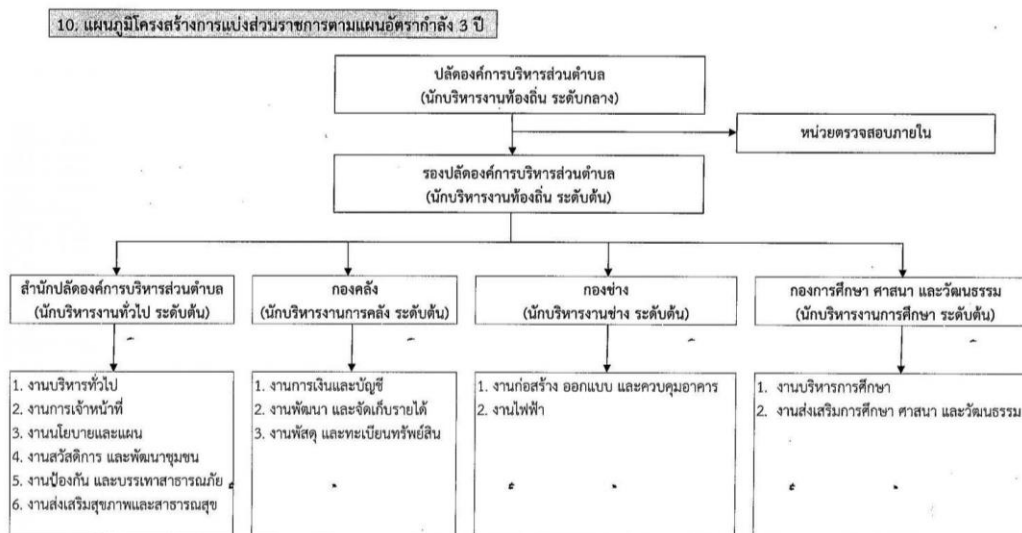 10. แผนภูมิโครงสร้างการแบ่งส่วนราชการตามแผนอัตรากำลัง 3 ปี
ปลัดองค์การบริหารส่วนตำบล
(นักบริหารงานท้องถิ่น ระดับกลาง)
หน่วยตรวจสอบภายใน
รองปลัดองค์การบริหารส่วนตำบล
(นักบริหารงานท้องถิ่น ระดับต้น)
สำนักปลัดองค์การบริหารส่วนตำบล
(นักบริหารงานทั่วไป ระดับต้น)
กองคลัง
(นักบริหารงานการคลัง ระดับต้น)
กองช่าง
(นักบริหารงานช่าง ระดับต้น)
กองการศึกษา ศาสนา และวัฒนธรรม
(นักบริหารงานการศึกษา ระดับต้น)
1. งานบริหารทั่วไป
2. งานการเจ้าหน้าที่
3. งานนโยบายและแผน
4. งานสวัสดิการ และพัฒนาชุมชน
5. งานป้องกัน และบรรเทาสาธารณภัย
6. งานส่งเสริมสุขภาพและสาธารณสุข
1. งานการเงินและบัญชี
2. งานพัฒนา และจัดเก็บรายได้
3. งานพัสดุ และทะเบียนทรัพย์สิน
1. งานก่อสร้าง ออกแบบ และควบคุมอาคาร
2. งานไฟฟ้า
1. งานบริหารการศึกษา
2. งานส่งเสริมการศึกษา ศาสนา และวัฒนธรรม